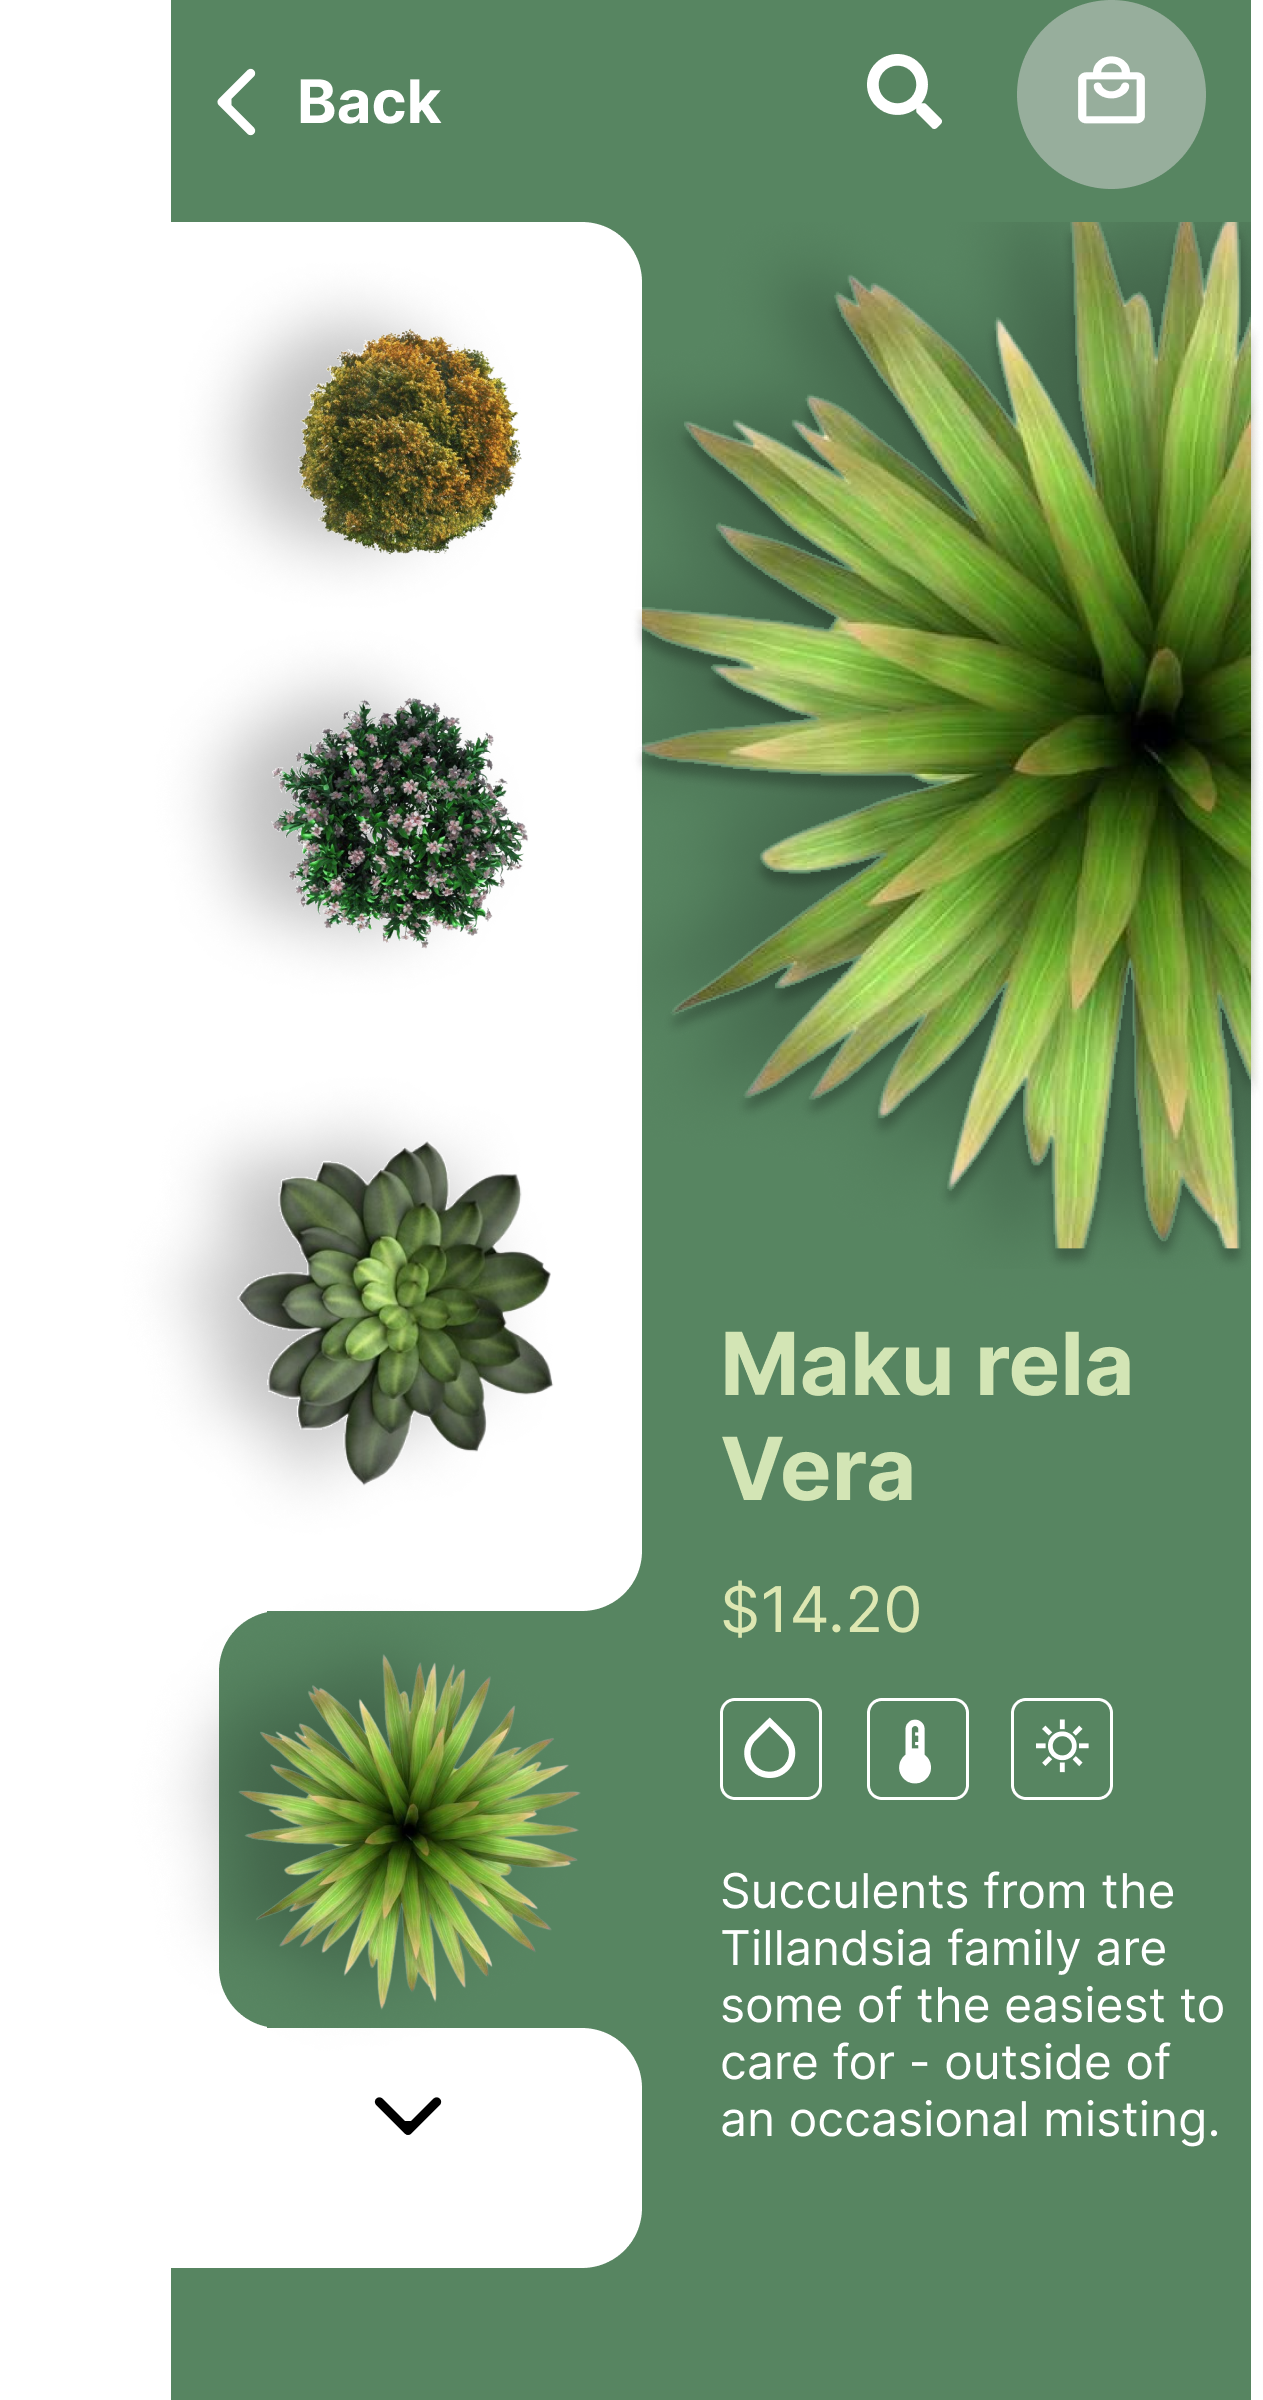 Back
Maku rela
Vera
$14.20
Succulents from the
Tillandsia family are
some of the easiest to
care for - outside of
an occasional misting.